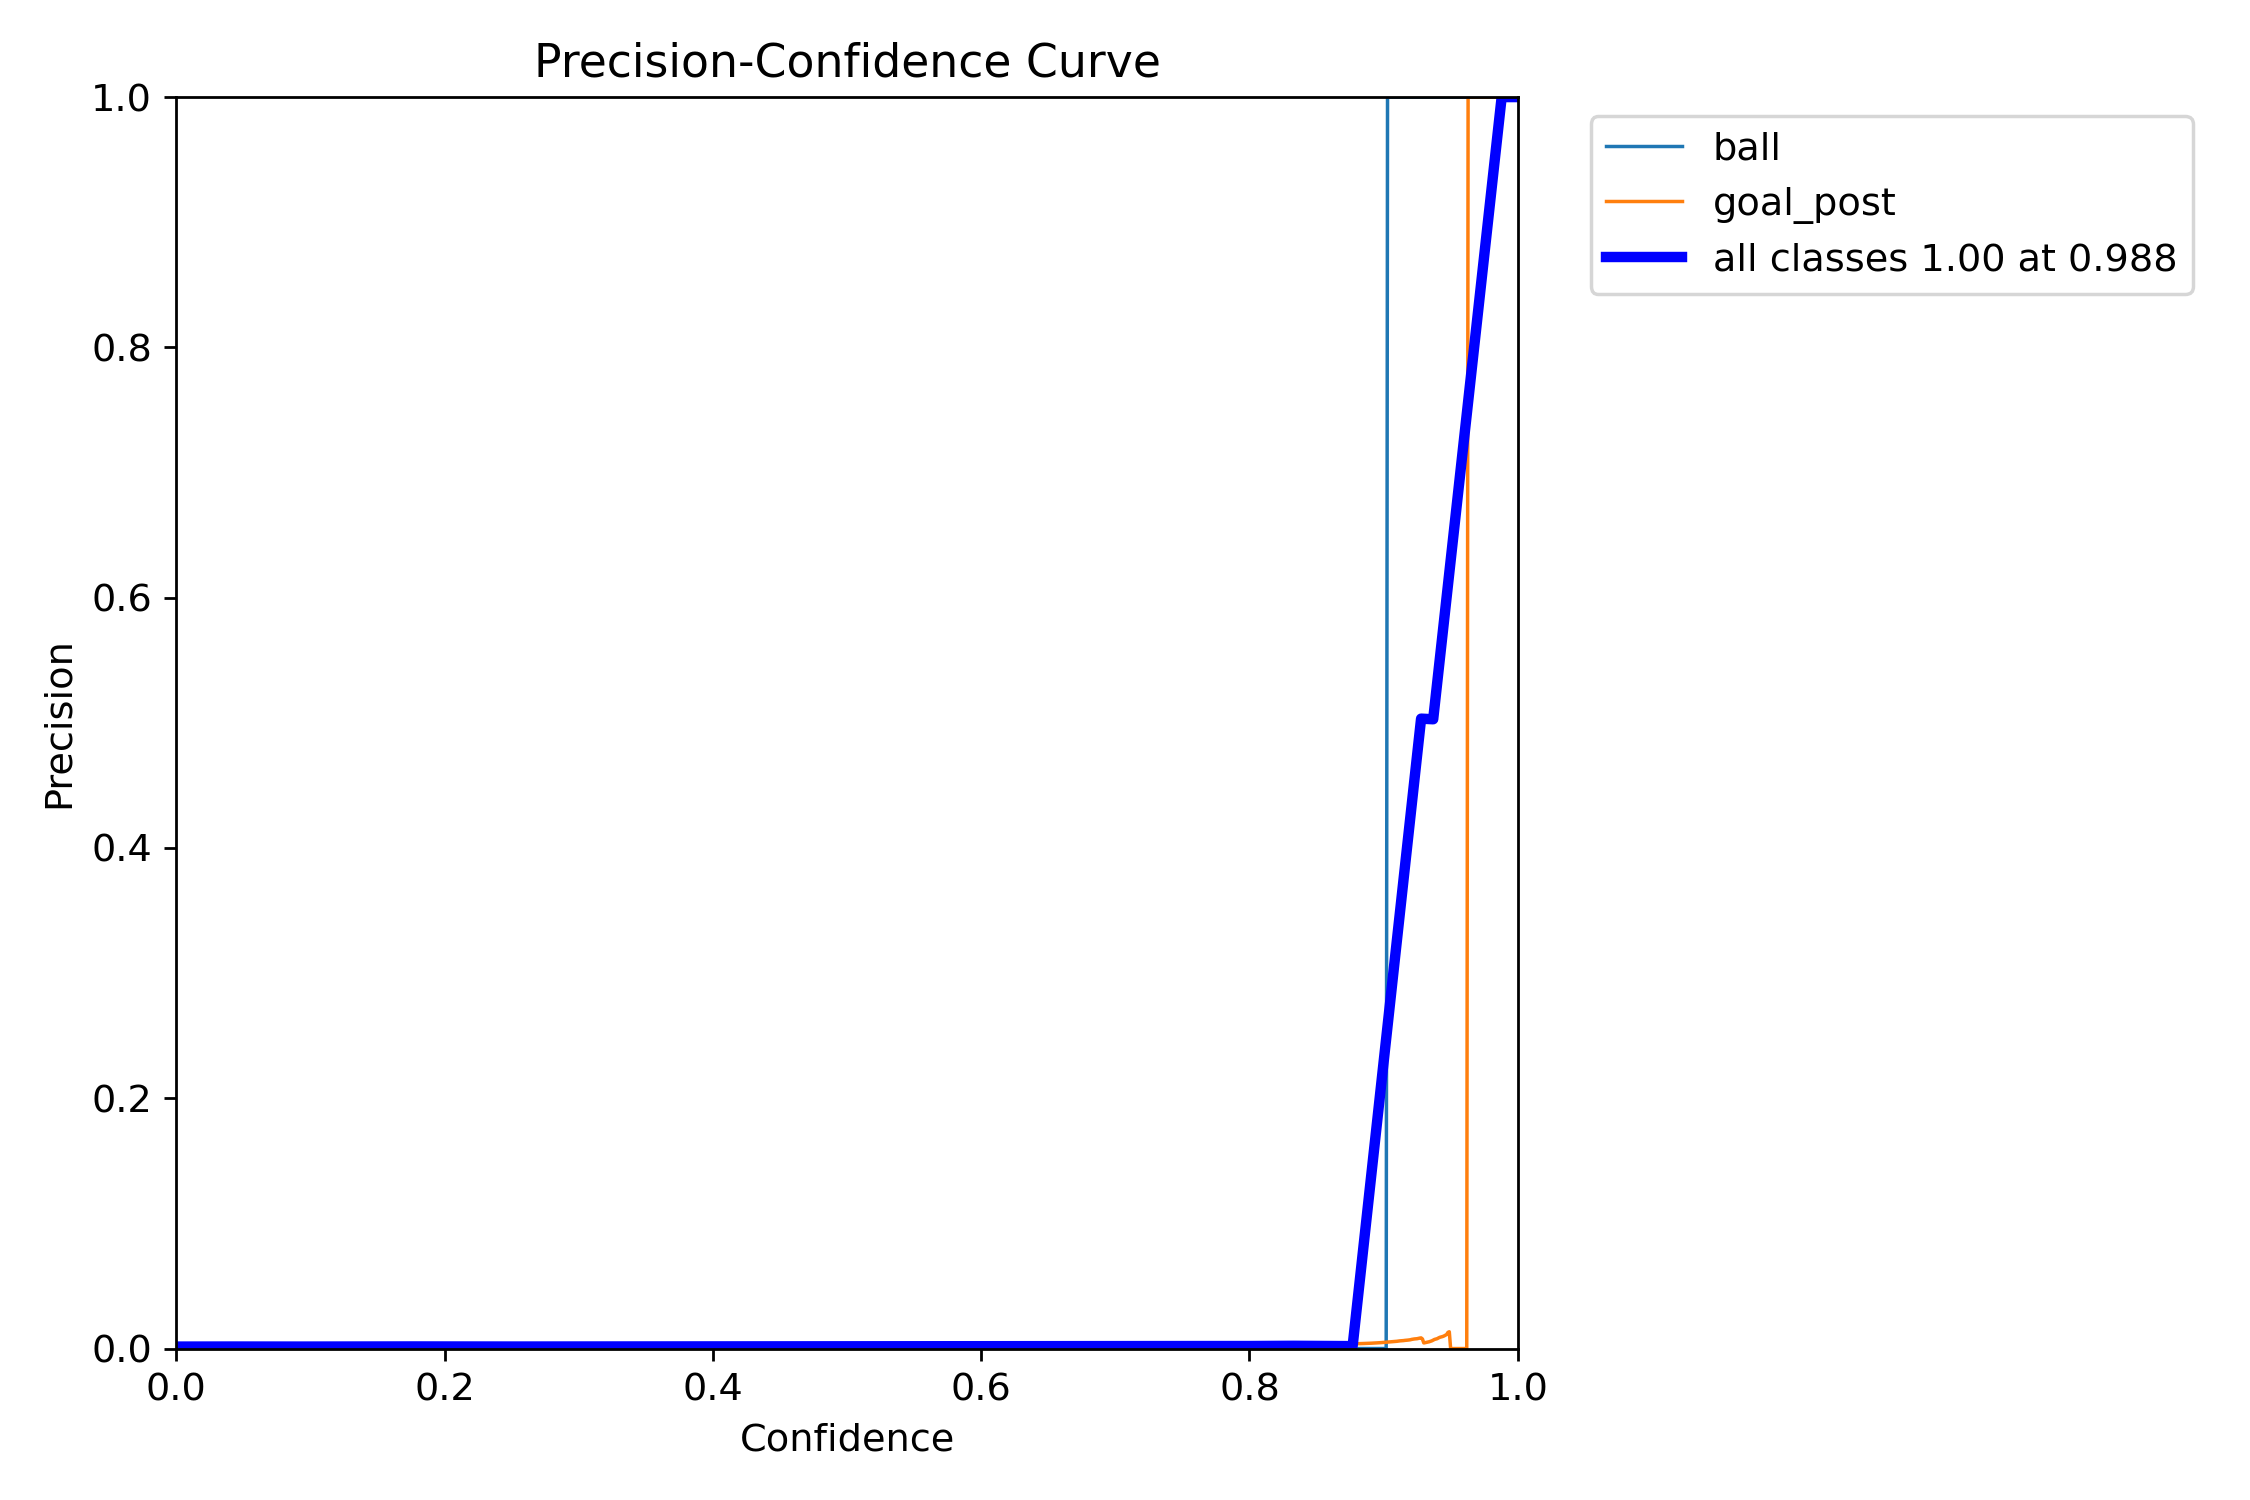 Precision-Confidence Curve
1.0
0.8
0.6
0.4
0.2
0.0
Precision
0.0 0.2 0.4 0.6 0.8 1.0
Confidence
ball
goal_post
all classes 1.00 at 0.988